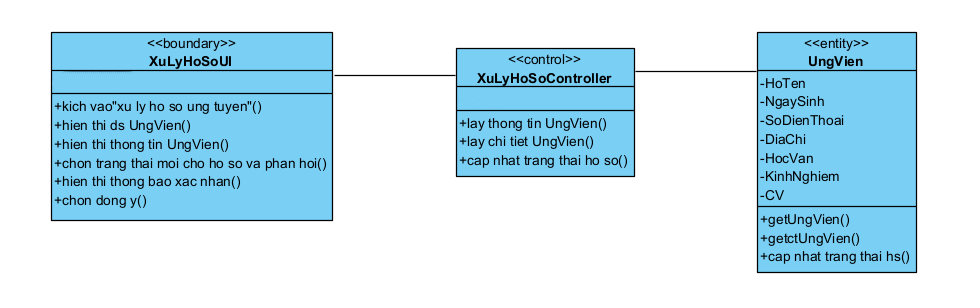 <<boundary>>
XuLyHoSoUI
+kich vao"xu ly ho so ung tuyen"()
+hien thi ds UngVien()
+hien thi thong tin UngVien()
+chon trang thai moi cho ho so va phan hoi()
+hien thi thong bao xac nhan()
+chon dong y()
<<control>>
XuLyHoSoController
+lay thong tin UngVien()
+lay chi tiet UngVien()
+cap nhat trang thai ho so()
<<entity>>
UngVien
-HoTen
-NgaySinh
-SoDienThoai
-DiaChi
-HocVan
-KinhNghiem
-CV
+getUngVien()
+getctUngVien()
+cap nhat trang thai hs()